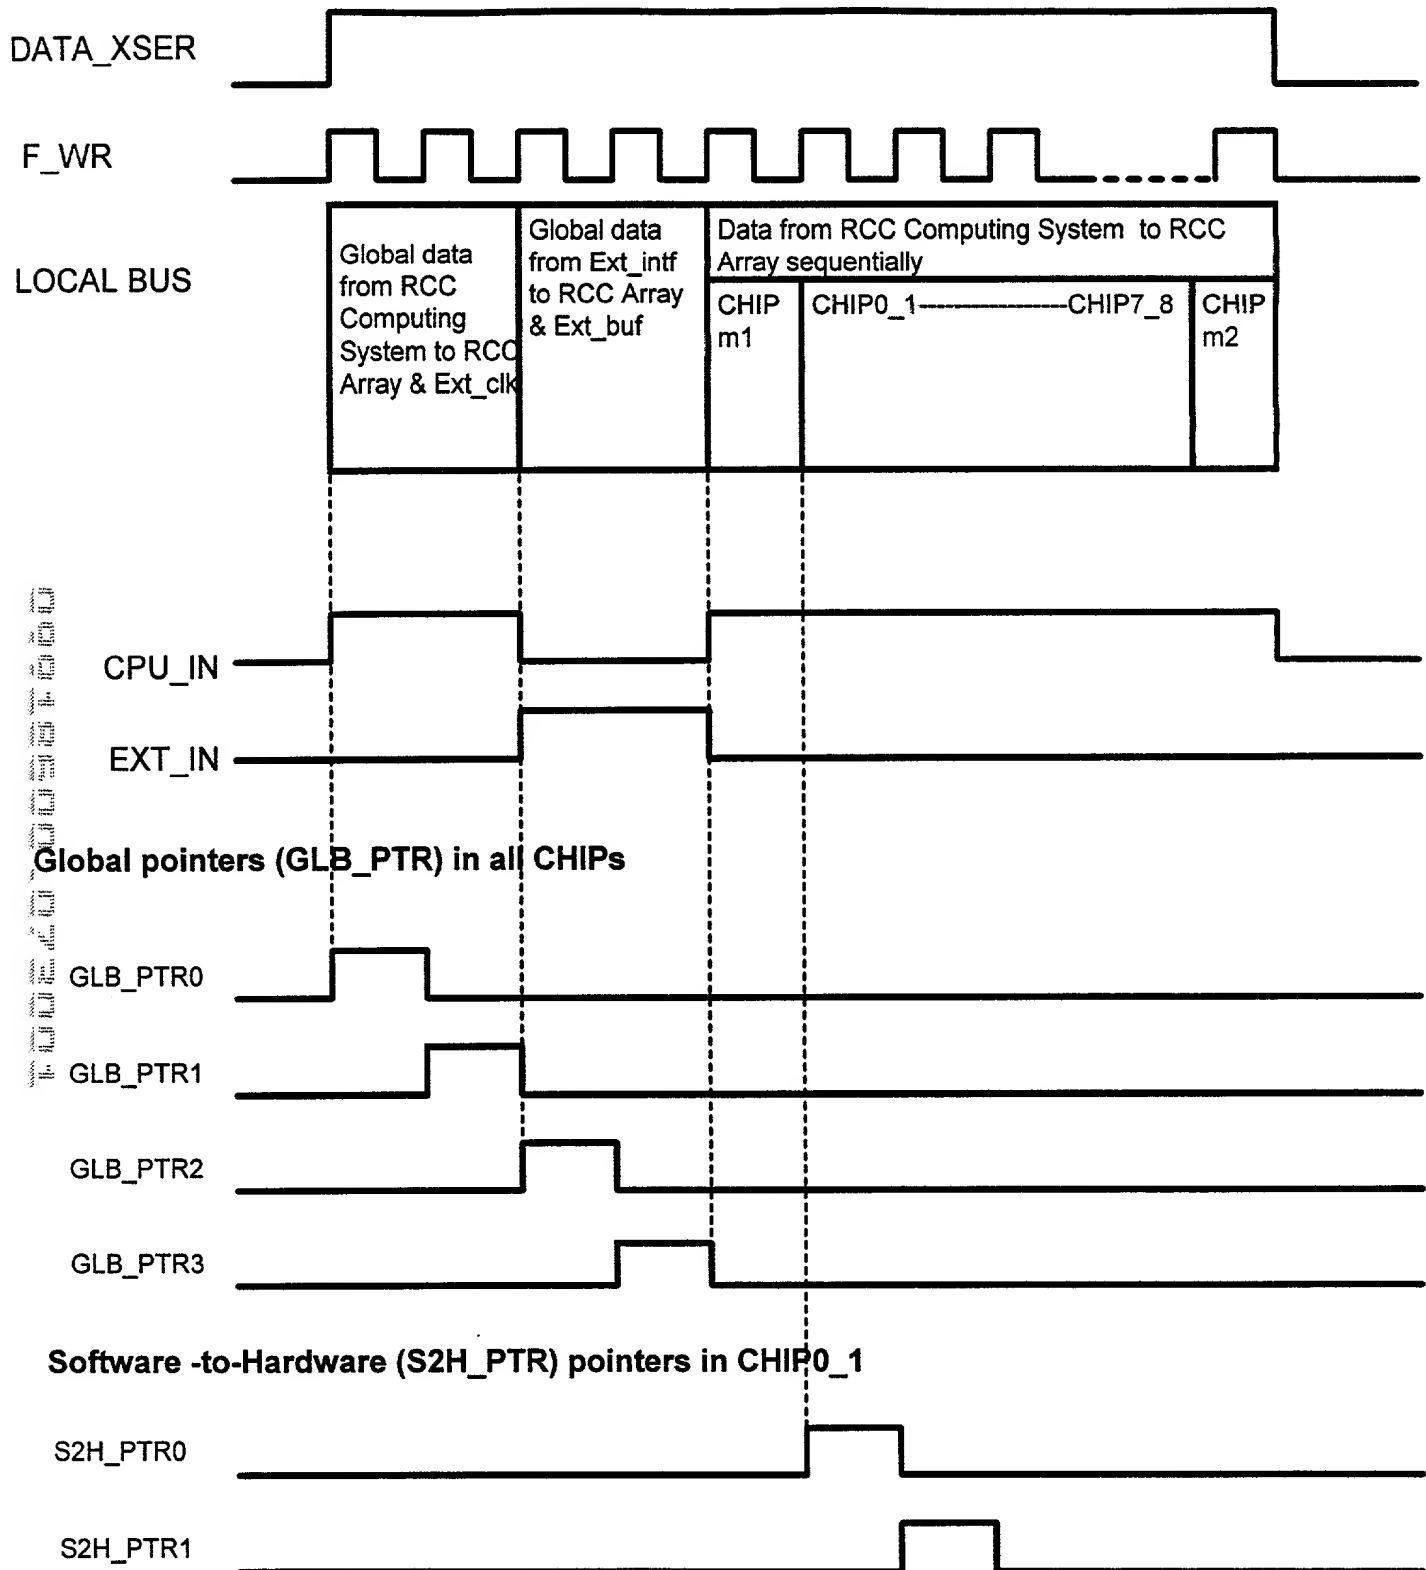 DATA_XSER
F_WR
LOCAL BUS
Global data
from RCC
Computing
System to RCC
Array & Ext_clk
Global data
from Ext_intf
to RCC Array
& Ext_buf
Data from RCC Computing System to RCC
Array sequentially
CHIP
m1
CHIP0_1------------------CHIP7_8
CHIP
m2
CPU_IN
EXT_IN
Global pointers (GLB_PTR) in all CHIPs
GLB_PTR0
GLB_PTR1
GLB_PTR2
GLB_PTR3
Software -to-Hardware (S2H_PTR) pointers in CHIP0_1
S2H_PTR0
S2H_PTR1